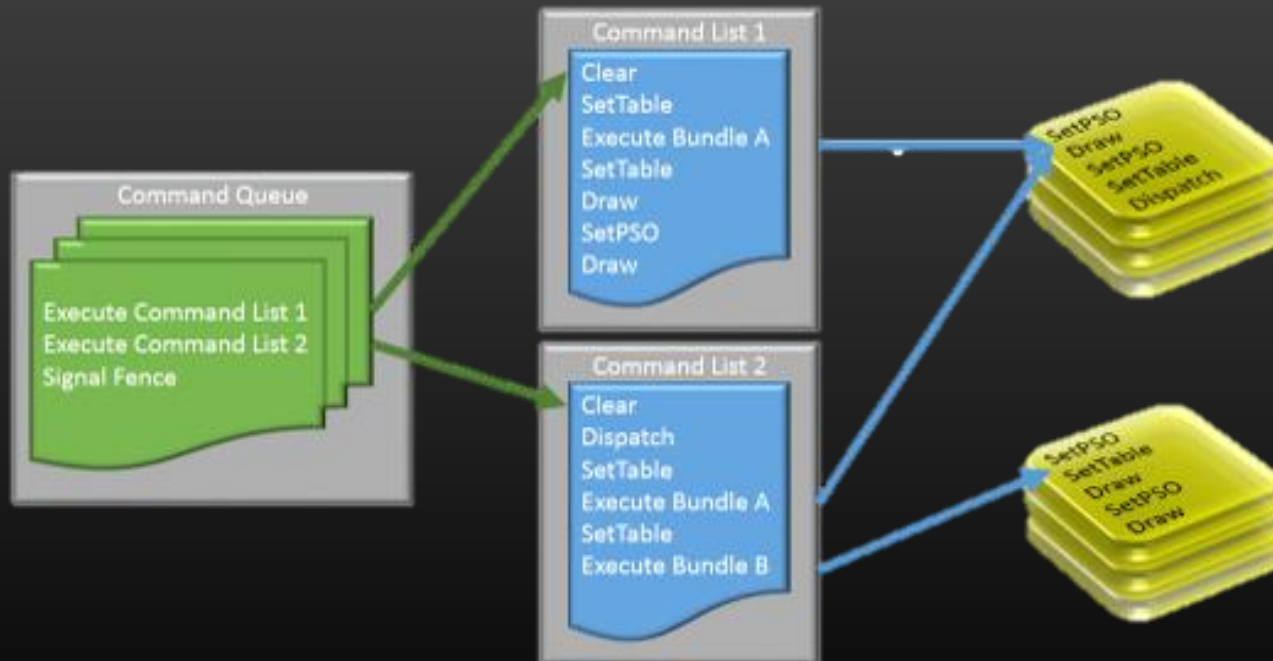 Command Queue
Execute Command List 1
Execute Command List 2
Signal Fence
Command List 1
Clear
SetTable
Execute Bundle A
SetTable
Draw
SetPSO
Draw
Command List 2
Clear
Dispatch
SetTable
Execute Bundle A
SetTable
Execute Bundle B
SetPSO
Draw
SetPSO
SetTable
Dispatch
SetPSO
SetTable
Draw
SetPSO
Draw